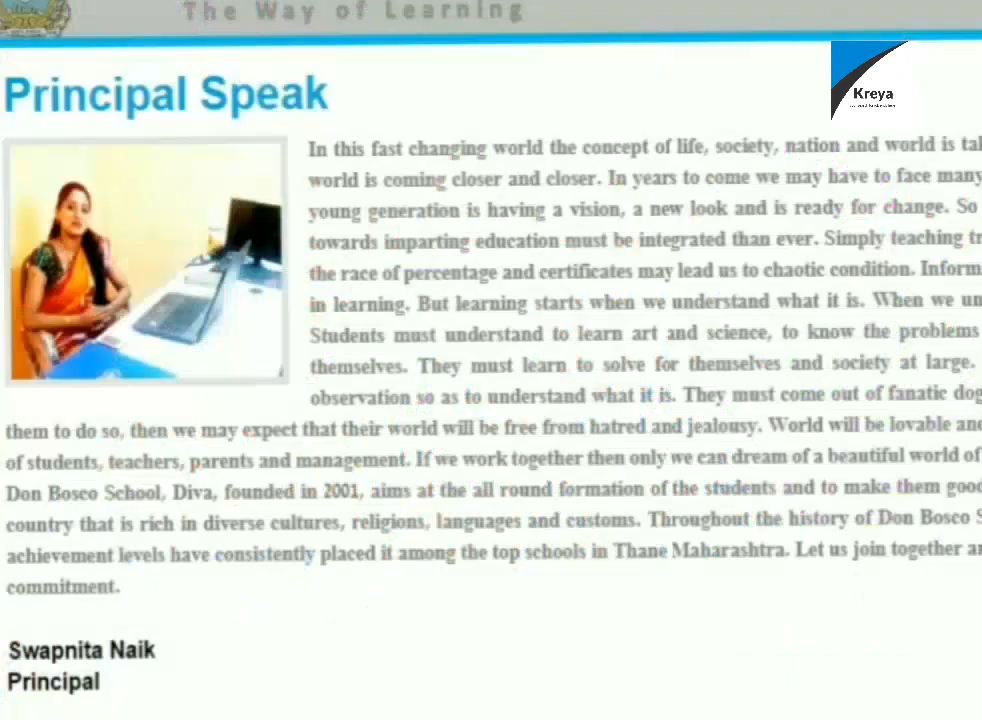 The Way of Learning
Kreya
Principal Speak
In this fast changing world the concept of life, society, nation and world is
world is coming closer and closer. In years to come we may have to face many
young generation is having a vision, a new look and is ready for change. So
towards imparting education must be integrated than ever. Simply teaching
the race of percentage and certificates may lead us to chaotic condition.
in learning. But learning starts when we understand what it is. When we
Students must understand to learn art and science, to know the problems
themselves. They must learn to solve for themselves and society at large.
observation so as to understand what it is. They must come out of fanatic
them to do so, then we may expect that their world will be free from hatred and jealousy. World will be lovable
of students, teachers, parents and management. If we work together then only we can dream of a beautiful world of
Don Bosco School, Diva, founded in 2001, aims at the all round formation of the students and to make them
country that is rich in diverse cultures, religions, languages and customs. Throughout the history of Don Bosco
achievement levels have consistently placed it among the top schools in Thane Maharashtra. Let us join together
commitment.
Swapnita Naik
Principal